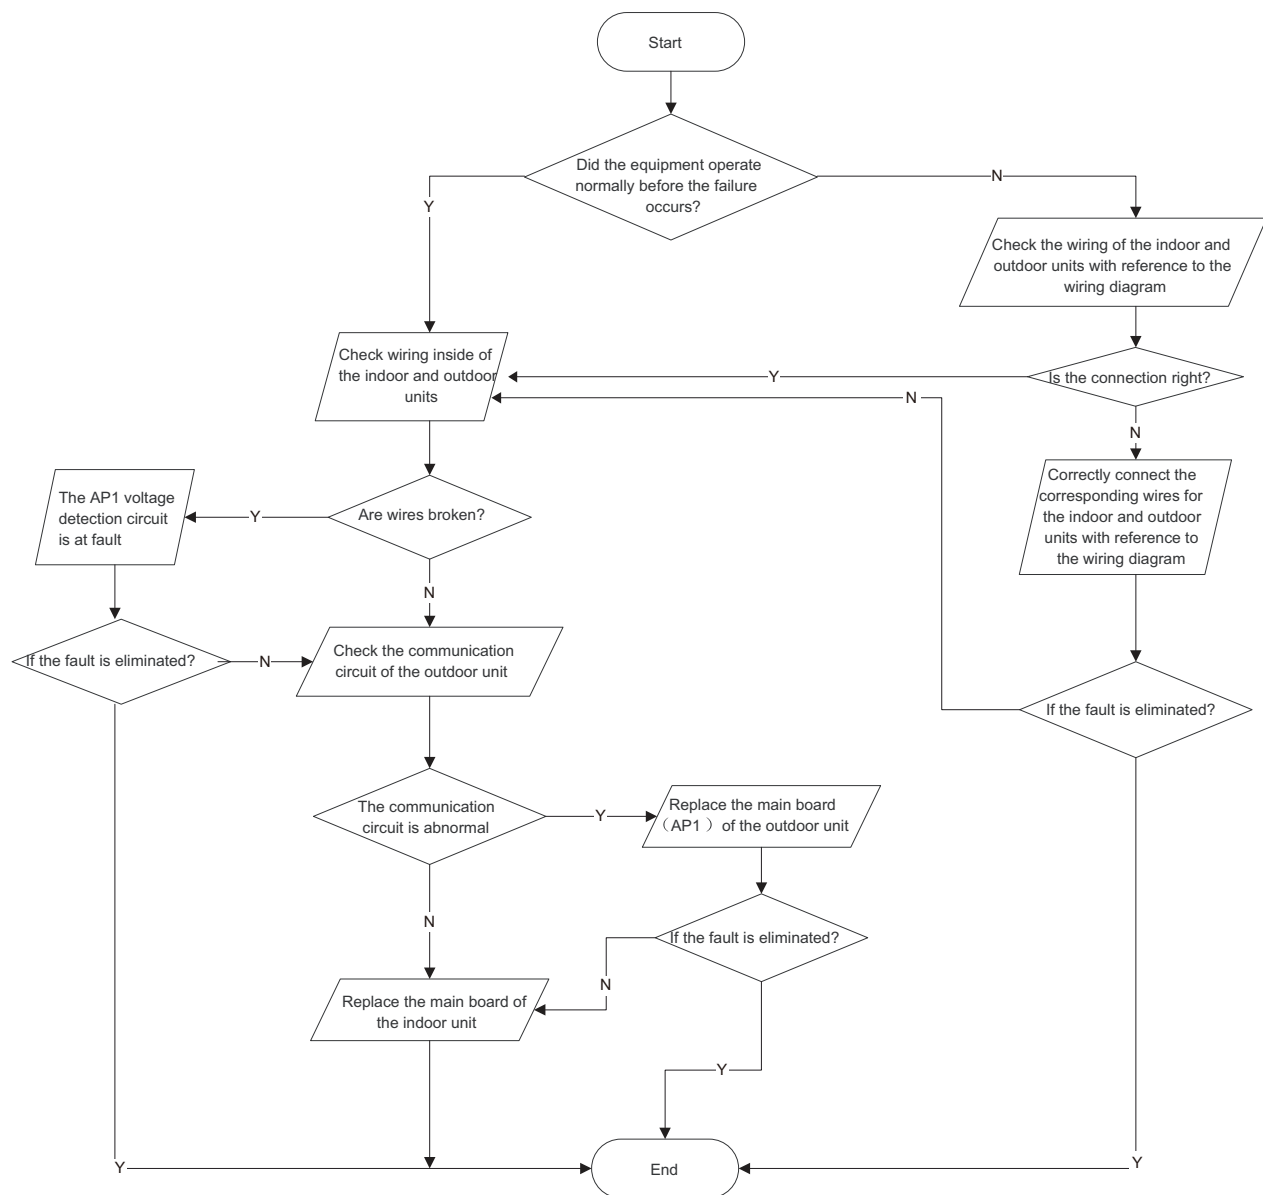 Start
Did the equipment operate
normally before the failure
occurs?
Y
N
Check the wiring of the indoor and
outdoor units with reference to the
wiring diagram
Check wiring inside of
the indoor and outdoor
units
Y
Is the connection right?
N
N
Correctly connect the
corresponding wires for
the indoor and outdoor
units with reference to
the wiring diagram
The AP1 voltage
detection circuit
is at fault
Y
Are wires broken?
N
If the fault is eliminated?
N
Check the communication
circuit of the outdoor unit
If the fault is eliminated?
The communication
circuit is abnormal
Y
Replace the main board
（AP1 ）of the outdoor unit
N
If the fault is eliminated?
N
Replace the main board of
the indoor unit
Y
Y
End
Y